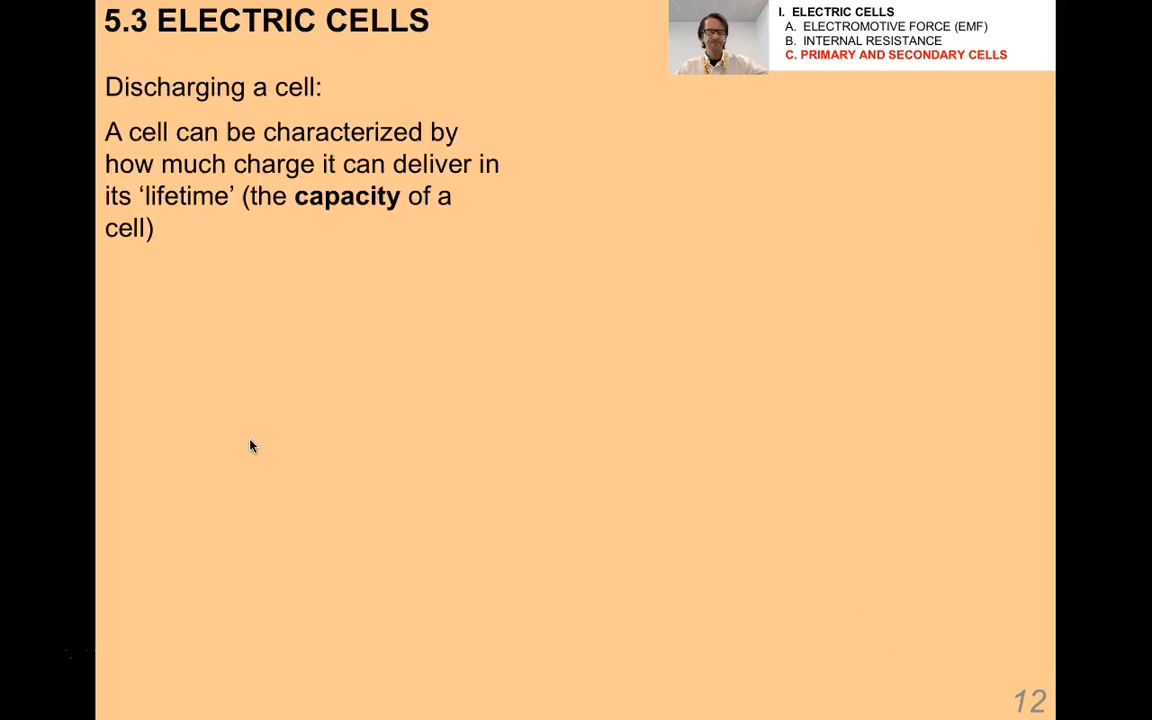 5.3 ELECTRIC CELLS
I. ELECTRIC CELLS
A. ELECTROMOTIVE FORCE (EMF)
B. INTERNAL RESISTANCE
C. PRIMARY AND SECONDARY CELLS
Discharging a cell:
A cell can be characterized by
how much charge it can deliver in
its ‘lifetime’ (the capacity of a
cell)
12